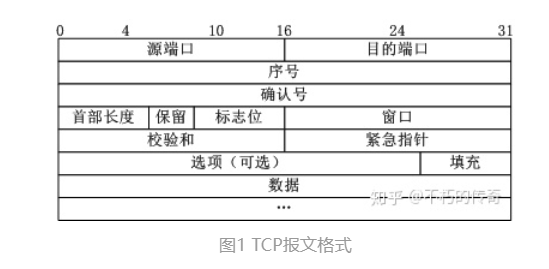 0 4 10 16 24 31
源端口 目的端口
序号
确认号
首部长度 保留 标志位 窗口
校验和 紧急指针
选项（可选） 填充
数据
...
知乎 @不朽的传奇
图1 TCP报文格式